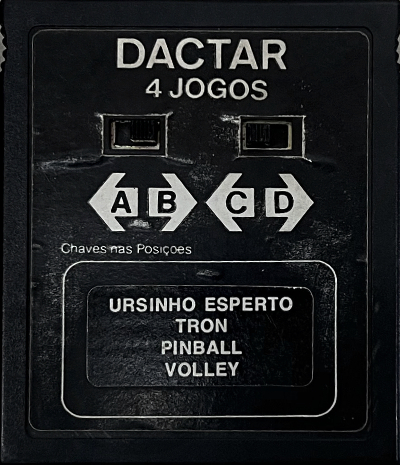 DACTAR
4 JOGOS
A B C D
Chaves nas Posições
URSINHO ESPERTO
TRON
PINBALL
VOLLEY